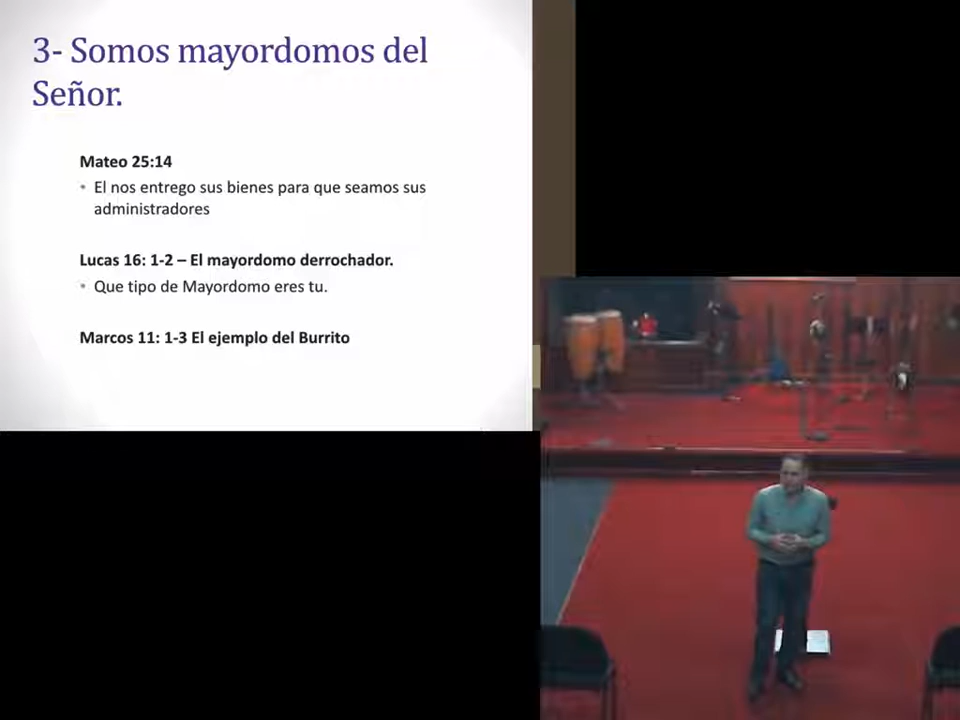 3- Somos mayordomos del
Señor.
Mateo 25:14
• El nos entrego sus bienes para que seamos sus
administradores
Lucas 16: 1-2 – El mayordomo derrochador.
• Que tipo de Mayordomo eres tu.
Marcos 11: 1-3 El ejemplo del Burrito